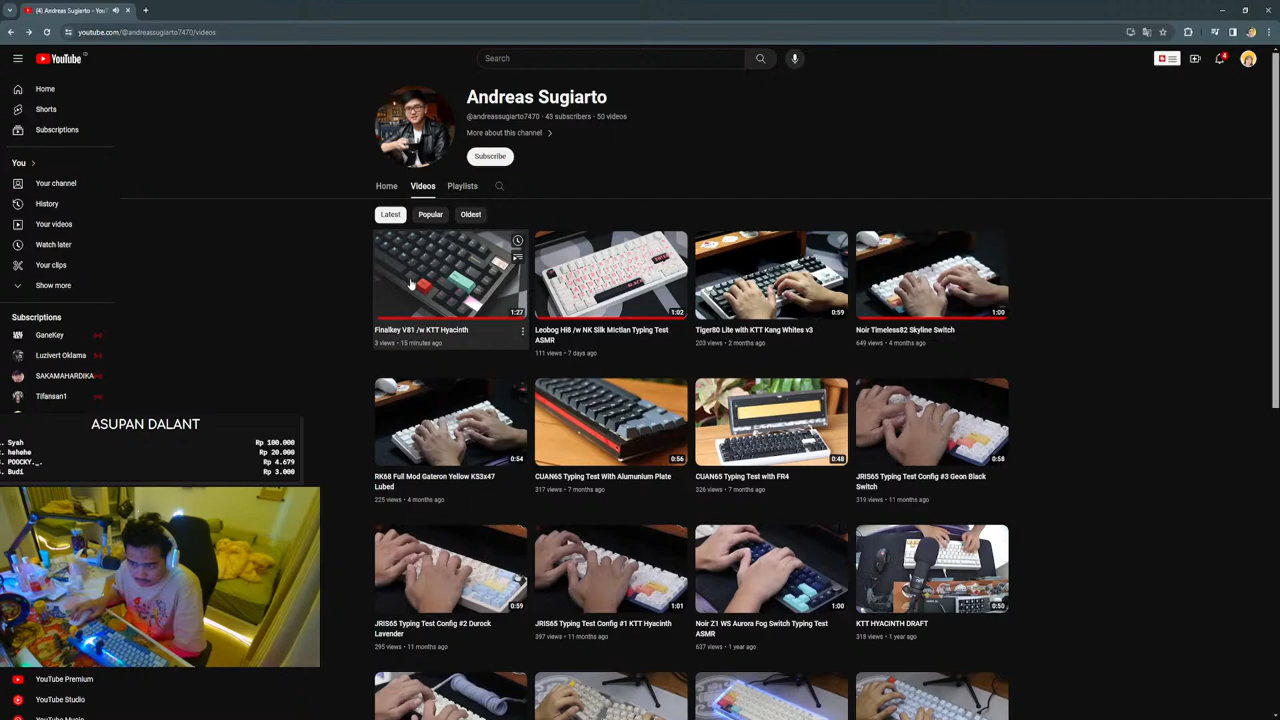 (4) Andreas Sugiarto - You
youtube.com/@andreassugiarto7470/videos
YouTube ID
Search
4
Home
Shorts
Subscriptions
You
Your channel
History
Your videos
Watch later
Your clips
Show more
Subscriptions
GaneKey
Luzivert Oklama
SAKAMAHARDIKA
Tifansan1
ASUPAN DALANT
1. Syah Rp 100.000
2. hehehe Rp 20.000
3. POOCKY._. Rp 4.679
4. Budi Rp 3.000
YouTube Premium
YouTube Studio
YouTube Music
Andreas Sugiarto
@andreassugiarto7470 · 43 subscribers · 50 videos
More about this channel
Subscribe
Home Videos Playlists
Latest Popular Oldest
1:27
Finalkey V81 /w KTT Hyacinth
3 views • 15 minutes ago
1:02
Leobog Hi8 /w NK Silk Mictlan Typing Test
ASMR
111 views • 7 days ago
0:59
Tiger80 Lite with KTT Kang Whites v3
203 views • 2 months ago
1:00
Noir Timeless82 Skyline Switch
649 views • 4 months ago
0:54
RK68 Full Mod Gateron Yellow KS3x47
Lubed
225 views • 4 months ago
0:56
CUAN65 Typing Test With Alumunium Plate
317 views • 7 months ago
0:48
CUAN65 Typing Test with FR4
326 views • 7 months ago
0:58
JRIS65 Typing Test Config #3 Geon Black
Switch
319 views • 11 months ago
0:59
JRIS65 Typing Test Config #2 Durock
Lavender
295 views • 11 months ago
1:01
JRIS65 Typing Test Config #1 KTT Hyacinth
397 views • 11 months ago
1:00
Noir Z1 WS Aurora Fog Switch Typing Test
ASMR
637 views • 1 year ago
0:50
KTT HYACINTH DRAFT
318 views • 1 year ago